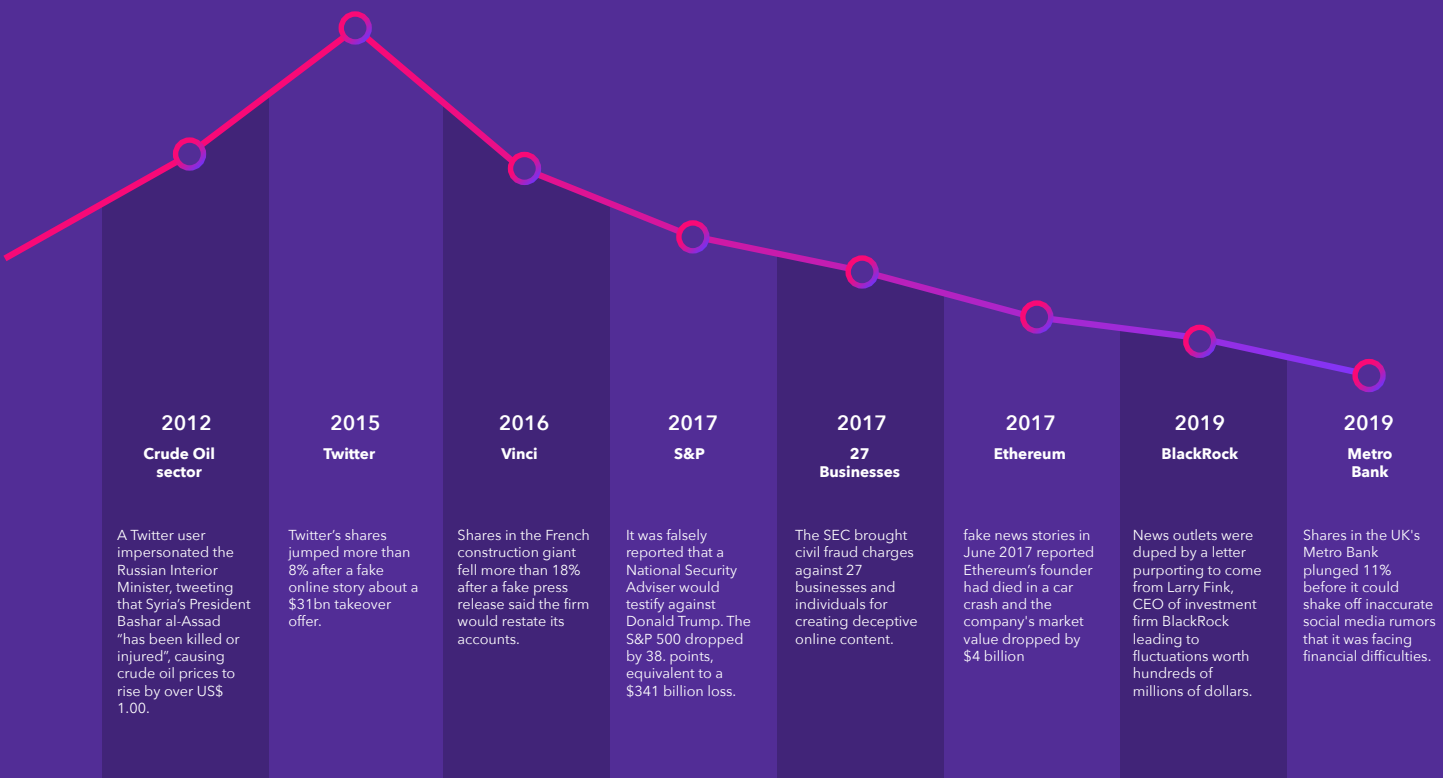 2012
Crude Oil
sector
A Twitter user
impersonated the
Russian Interior
Minister, tweeting
that Syria's President
Bashar al-Assad
“has been killed or
injured”, causing
crude oil prices to
rise by over US$
1.00.
2015
Twitter
Twitter's shares
jumped more than
8% after a fake
online story about a
$31bn takeover
offer.
2016
Vinci
Shares in the French
construction giant
fell more than 18%
after a fake press
release said the firm
would restate its
accounts.
2017
S&P
It was falsely
reported that a
National Security
Adviser would
testify against
Donald Trump. The
S&P 500 dropped
by 38. points,
equivalent to a
$341 billion loss.
2017
27
Businesses
The SEC brought
civil fraud charges
against 27
businesses and
individuals for
creating deceptive
online content.
2017
Ethereum
fake news stories in
June 2017 reported
Ethereum's founder
had died in a car
crash and the
company's market
value dropped by
$4 billion
2019
BlackRock
News outlets were
duped by a letter
purporting to come
from Larry Fink,
CEO of investment
firm BlackRock
leading to
fluctuations worth
hundreds of
millions of dollars.
2019
Metro
Bank
Shares in the UK's
Metro Bank
plunged 11%
before it could
shake off inaccurate
social media rumors
that it was facing
financial difficulties.